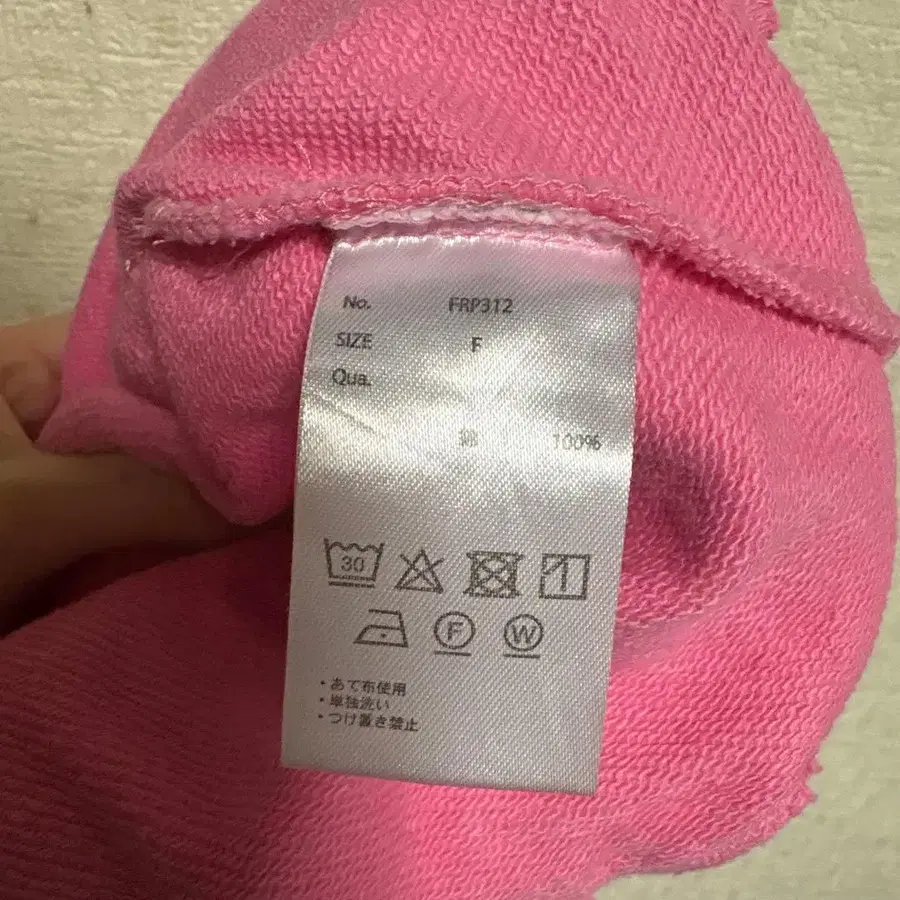 No. FRP312
SIZE F
Qua.
綿 100%
30
F W
・あて布使用
・単独洗い
・つけ置き禁止